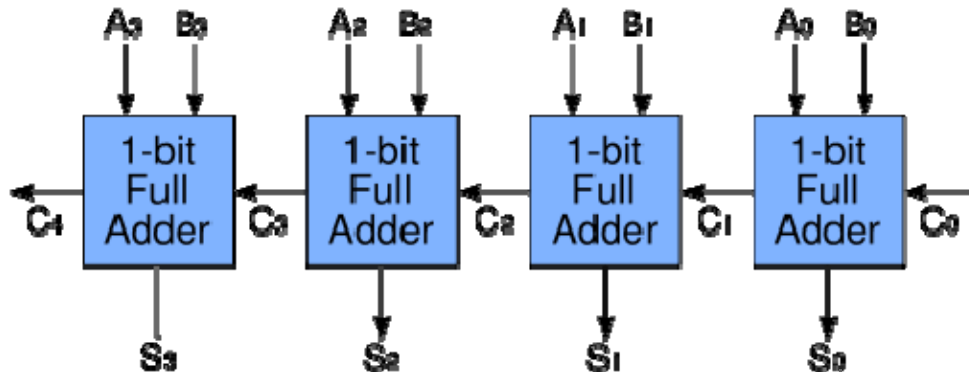 A3 B3 A2 B2 A1 B1 A0 B0
1-bit Full Adder
1-bit Full Adder
1-bit Full Adder
1-bit Full Adder
C4 C3 C2 C1 C0
S3 S2 S1 S0